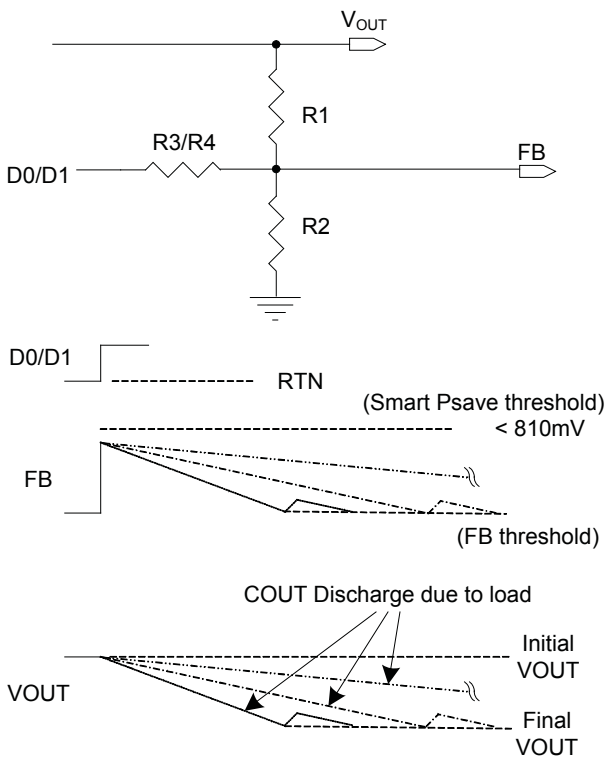 VOUT
R1
R3/R4
FB
D0/D1
R2
D0/D1
RTN
(Smart Psave threshold)
< 810mV
FB
(FB threshold)
COUT Discharge due to load
Initial
VOUT
VOUT
Final
VOUT